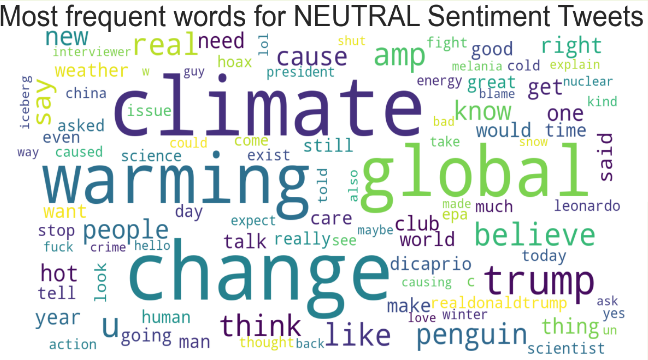 Most frequent words for NEUTRAL Sentiment Tweets
new
interviewer
real
need
lol
shut
fight
good
right
hoax
cause
amp
weather
w
guy
president
melania
cold
explain
iceberg
say
china
energy
great
get
nuclear
blame
kind
climate
issue
know
one
asked
bad
even
could
come
still
would
time
said
way
caused
science
exist
take
snow
warming
told
also
global
want
day
made
much
leonardo
epa
stop
people
expect
care
club
believe
maybe
fuck
crime
hello
talk
really
see
world
hot
look
change
dicaprio
today
tell
causing
c
trump
make
realdonaldtrump
ask
year
u
human
think
love
winter
yes
going
man
like
penguin
thing
un
action
thought
back
scientist